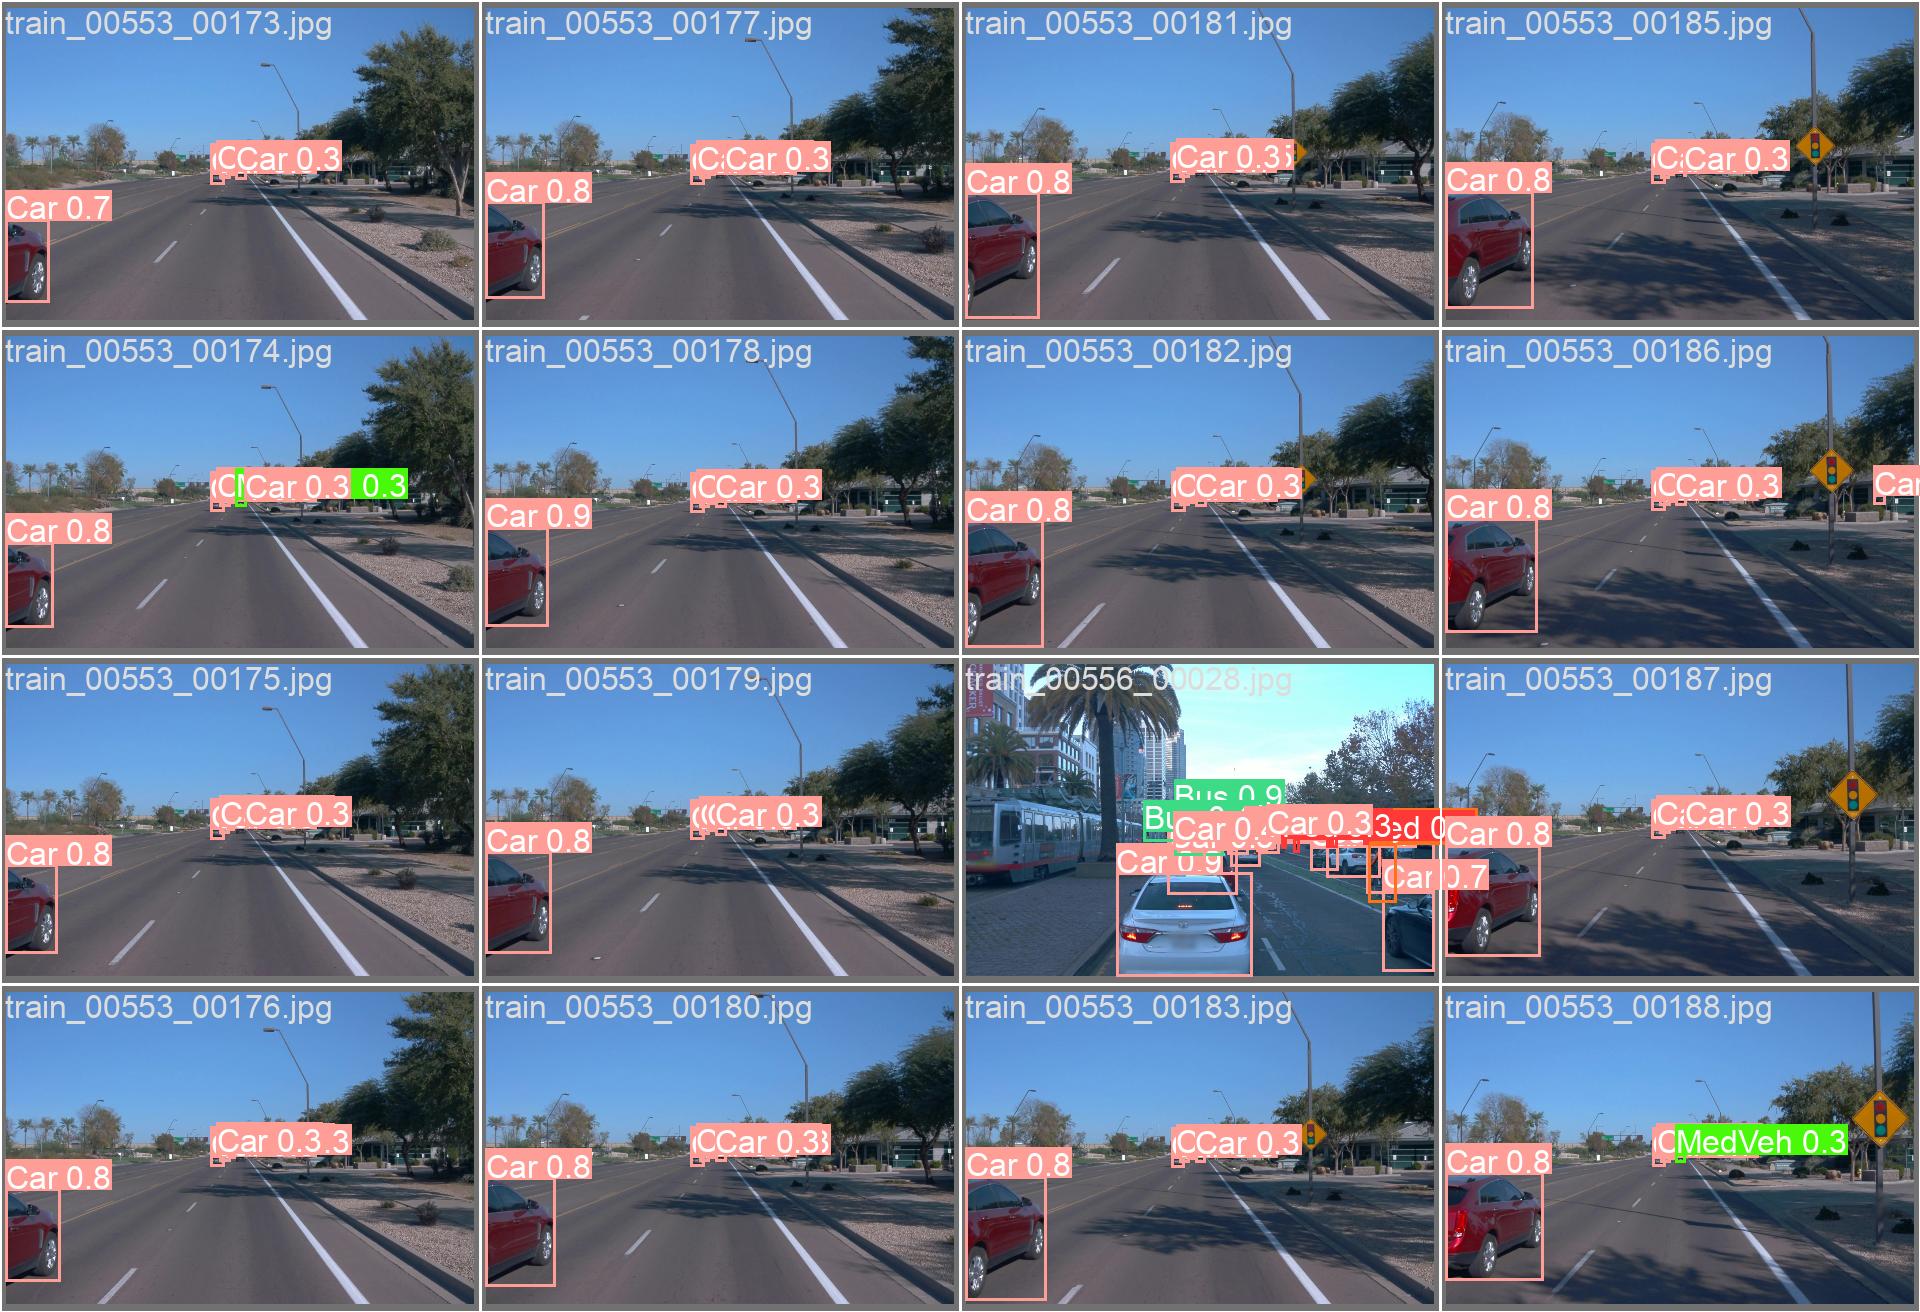 train_00553_00173.jpg
Car 0.3
Car 0.7
train_00553_00177.jpg
Car 0.3
Car 0.8
train_00553_00181.jpg
Car 0.3
Car 0.8
train_00553_00185.jpg
Car 0.3
Car 0.8
train_00553_00174.jpg
Car 0.3 0.3
Car 0.8
train_00553_00178.jpg
Car 0.3
Car 0.9
train_00553_00182.jpg
Car 0.3
Car 0.8
train_00553_00186.jpg
Car 0.3
Car
Car 0.8
train_00553_00175.jpg
Car 0.3
Car 0.8
train_00553_00179.jpg
Car 0.3
Car 0.8
train_00556_00028.jpg
Bus 0.9
Car 0.3
Car 0.9
Car 0.7
train_00553_00187.jpg
Car 0.3
Car 0.8
train_00553_00176.jpg
Car 0.3.3
Car 0.8
train_00553_00180.jpg
Car 0.3
Car 0.8
train_00553_00183.jpg
Car 0.3
Car 0.8
train_00553_00188.jpg
MedVeh 0.3
Car 0.8